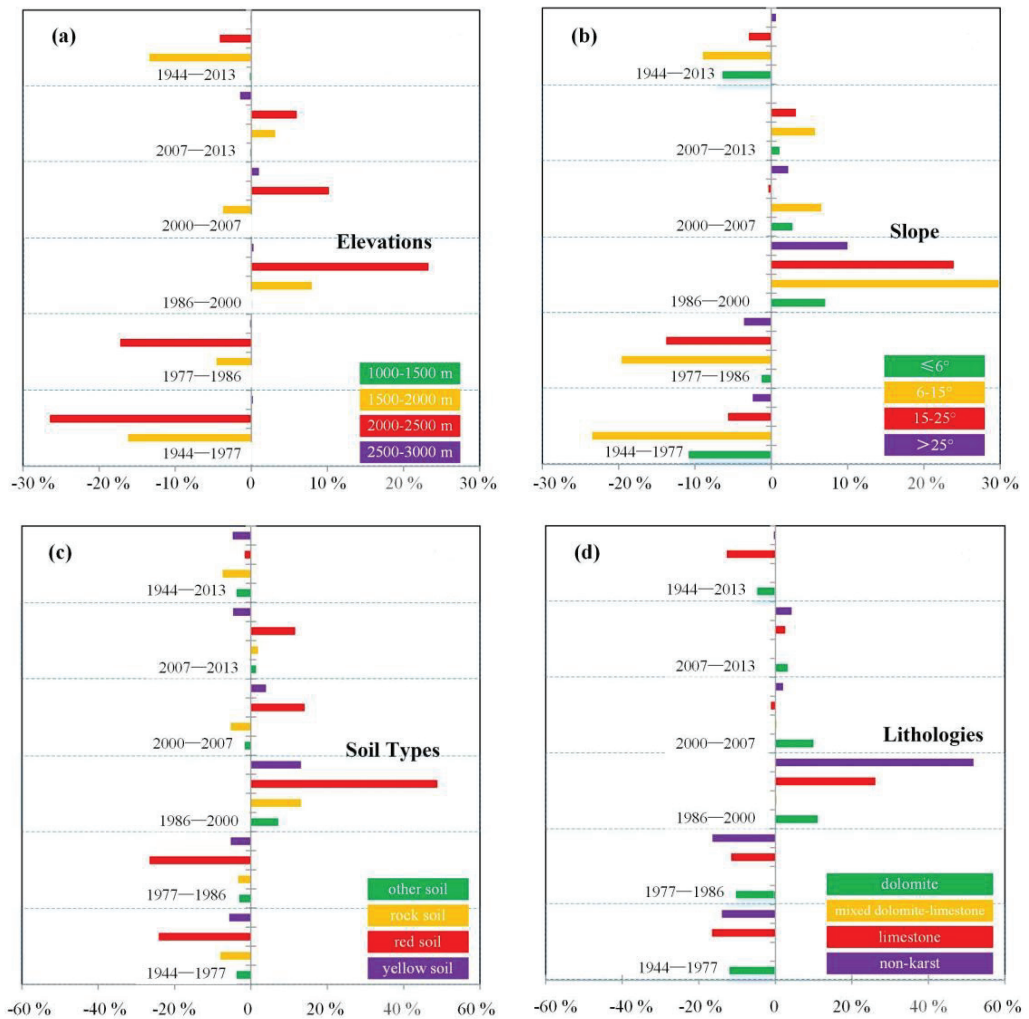 (a)
1944—2013
2007—2013
2000—2007
Elevations
1986—2000
1977—1986
1000-1500 m
1500-2000 m
2000-2500 m
2500-3000 m
1944—1977
-30 %
-20 %
-10 %
0 %
10 %
20 %
30 %
(b)
1944—2013
2007—2013
2000—2007
Slope
1986—2000
1977—1986
≤6°
6-15°
15-25°
>25°
1944—1977
-30 %
-20 %
-10 %
0 %
10 %
20 %
30 %
(c)
1944—2013
2007—2013
2000—2007
Soil Types
1986—2000
1977—1986
other soil
rock soil
red soil
yellow soil
1944—1977
-60 %
-40 %
-20 %
0 %
20 %
40 %
60 %
(d)
1944—2013
2007—2013
2000—2007
Lithologies
1986—2000
1977—1986
dolomite
mixed dolomite-limestone
limestone
non-karst
1944—1977
-60 %
-40 %
-20 %
0 %
20 %
40 %
60 %